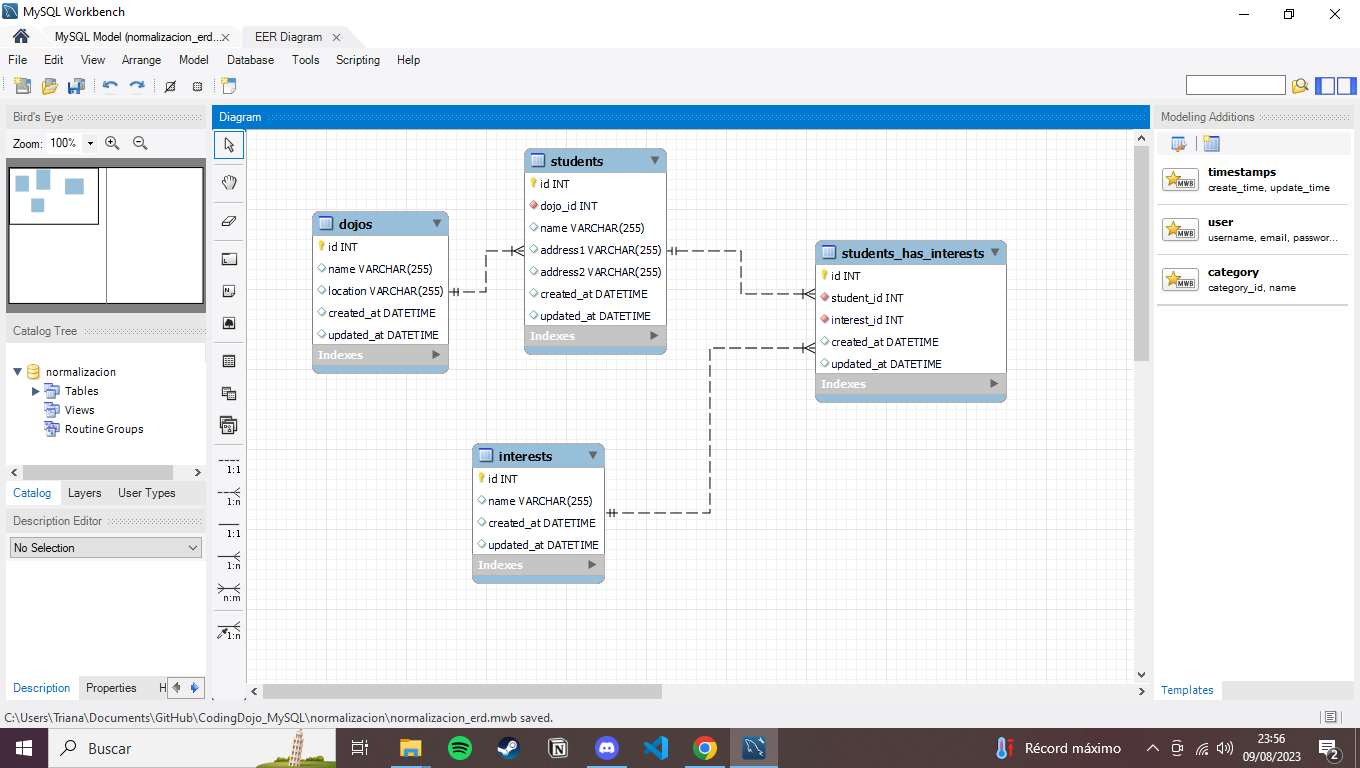 MySQL Workbench
MySQL Model (normalizacion_erd...
EER Diagram
File Edit View Arrange Model Database Tools Scripting Help
Bird's Eye
Zoom: 100%
Catalog Tree
normalizacion
Tables
Views
Routine Groups
Catalog Layers User Types
Description Editor
No Selection
Description Properties H
Diagram
1:1
1:n
1:1
1:n
n:m
1:n
dojos
id INT
name VARCHAR(255)
location VARCHAR(255)
created_at DATETIME
updated_at DATETIME
Indexes
students
id INT
dojo_id INT
name VARCHAR(255)
address1 VARCHAR(255)
address2 VARCHAR(255)
created_at DATETIME
updated_at DATETIME
Indexes
students_has_interests
id INT
student_id INT
interest_id INT
created_at DATETIME
updated_at DATETIME
Indexes
interests
id INT
name VARCHAR(255)
created_at DATETIME
updated_at DATETIME
Indexes
Modeling Additions
MWB
timestamps
create_time, update_time
MWB
user
username, email, passwor...
MWB
category
category_id, name
Templates
C:\Users\Triana\Documents\GitHub\CodingDojo_MySQL\normalizacion\normalizacion_erd.mwb saved.
Buscar
Récord máximo
23:56
09/08/2023
2